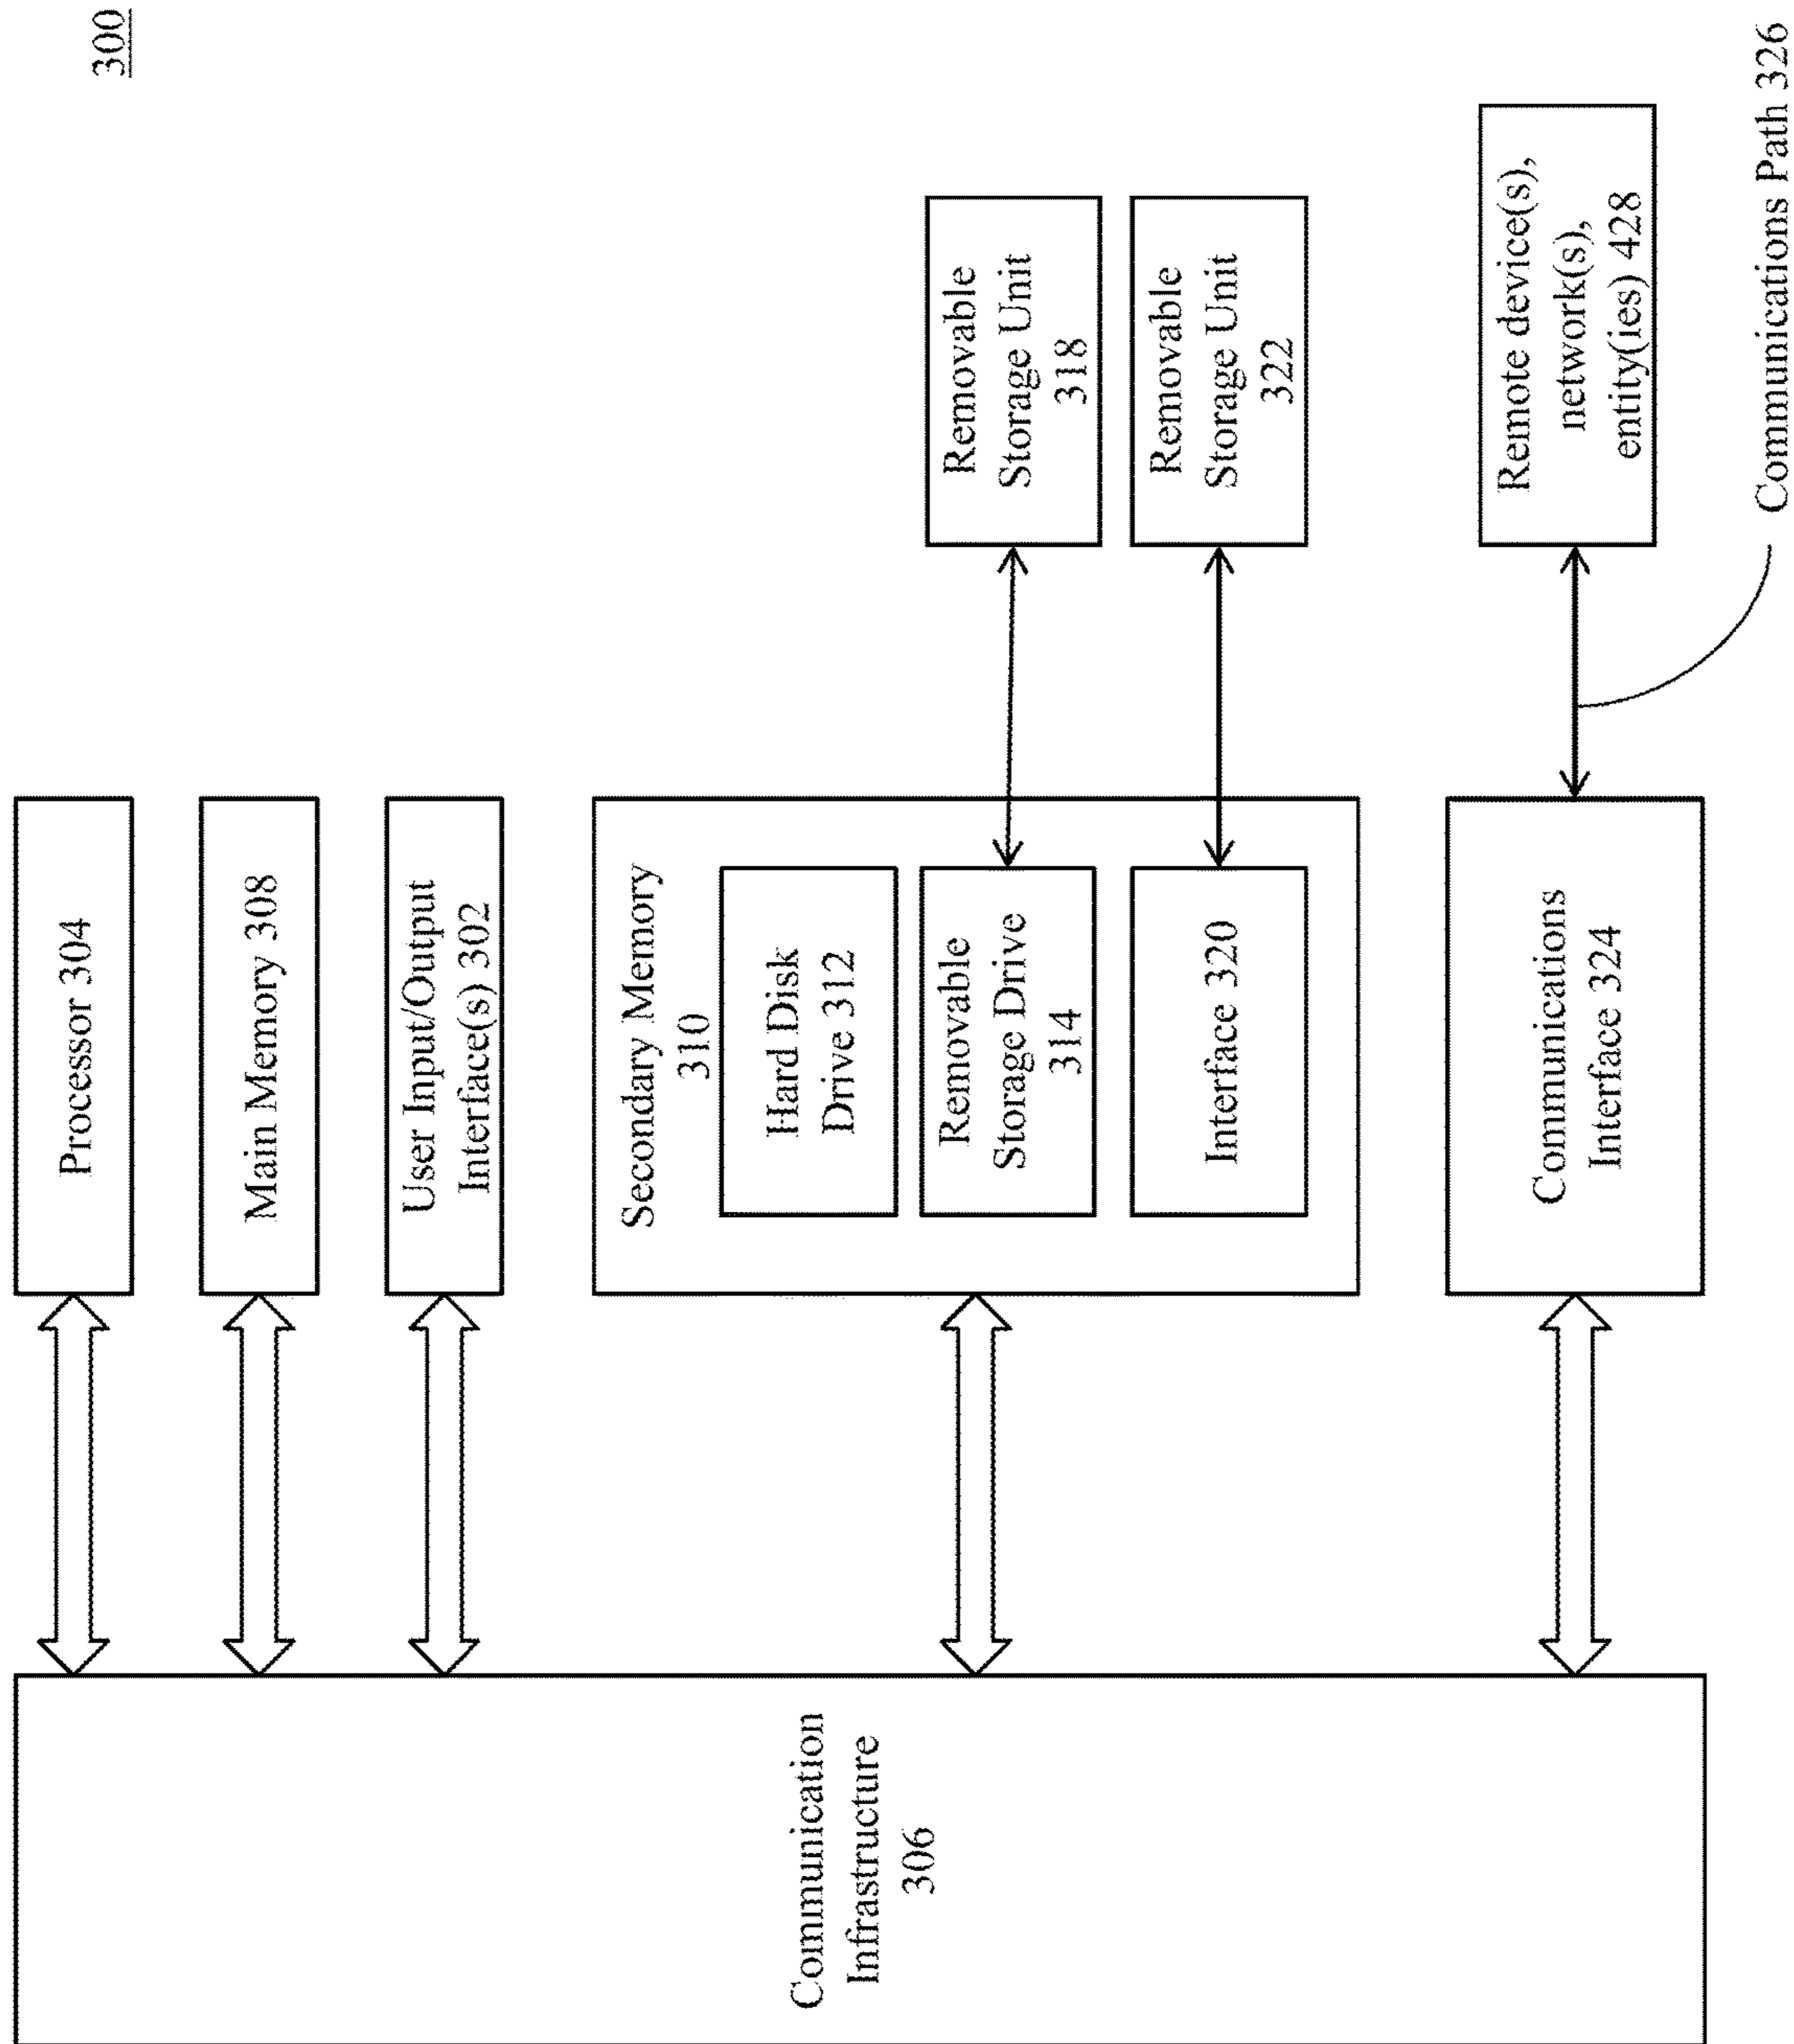 300
Processor 304
Main Memory 308
User Input/Output
Interface(s) 302
Secondary Memory
310
Hard Disk
Drive 312
Removable
Storage Drive
314
Interface 320
Removable
Storage Unit
318
Removable
Storage Unit
322
Communications
Interface 324
Remote device(s),
network(s),
entity(ies) 428
Communications Path 326
Communication
Infrastructure
306